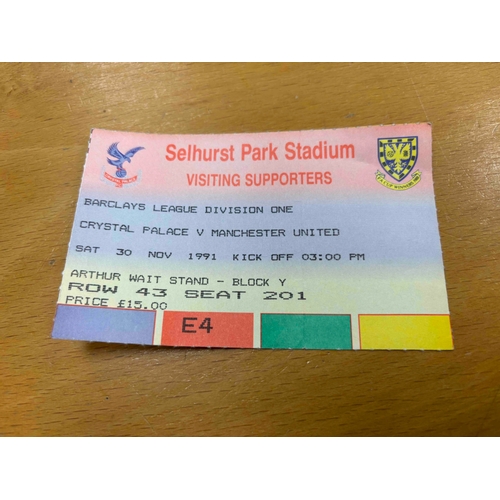 Selhurst Park Stadium
VISITING SUPPORTERS
BARCLAYS LEAGUE DIVISION ONE
CRYSTAL PALACE V MANCHESTER UNITED
SAT 30 NOV 1991 KICK OFF 03:00 PM
ARTHUR WAIT STAND - BLOCK Y
ROW 43 SEAT 201
PRICE £15.00
E4